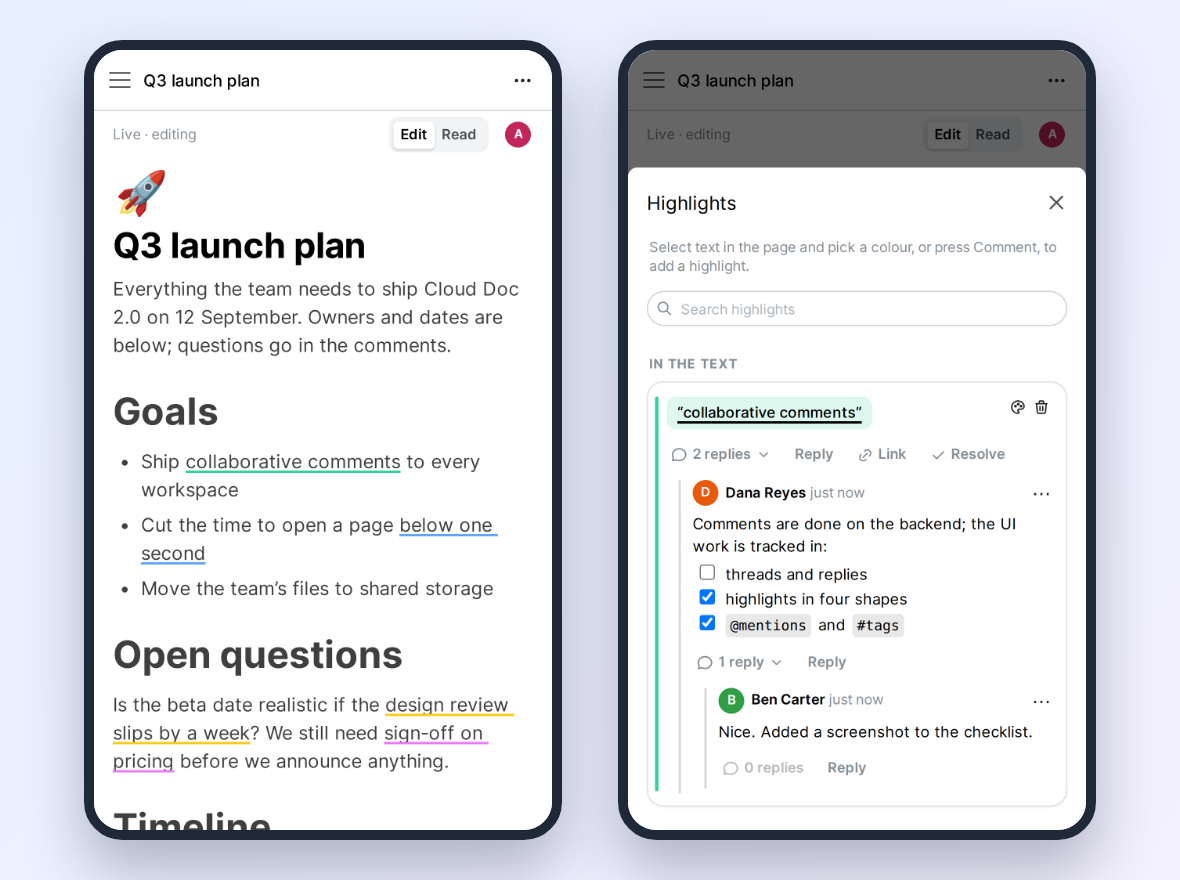 Q3 launch plan
Live · editing
Edit Read
A
Q3 launch plan
Everything the team needs to ship Cloud Doc
2.0 on 12 September. Owners and dates are
below; questions go in the comments.
Goals
• Ship collaborative comments to every
workspace
• Cut the time to open a page below one
second
• Move the team’s files to shared storage
Open questions
Is the beta date realistic if the design review
slips by a week? We still need sign-off on
pricing before we announce anything.
Timeline
Q3 launch plan
Live · editing
Edit Read
A
Highlights
Select text in the page and pick a colour, or press Comment, to
add a highlight.
Search highlights
IN THE TEXT
“collaborative comments”
2 replies Reply Link Resolve
D Dana Reyes just now
Comments are done on the backend; the UI
work is tracked in:
threads and replies
highlights in four shapes
@mentions and #tags
1 reply Reply
B Ben Carter just now
Nice. Added a screenshot to the checklist.
0 replies Reply